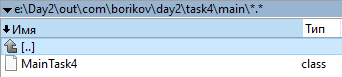 ▼e:\Day2\out\com\borikov\day2\task4\main\*.*
Имя Тип
[..]
MainTask4 class